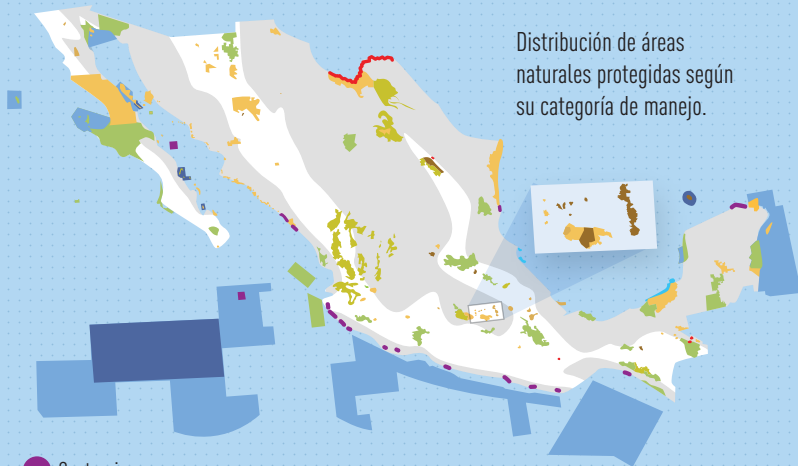 Distribución de áreas
naturales protegidas según
su categoría de manejo.